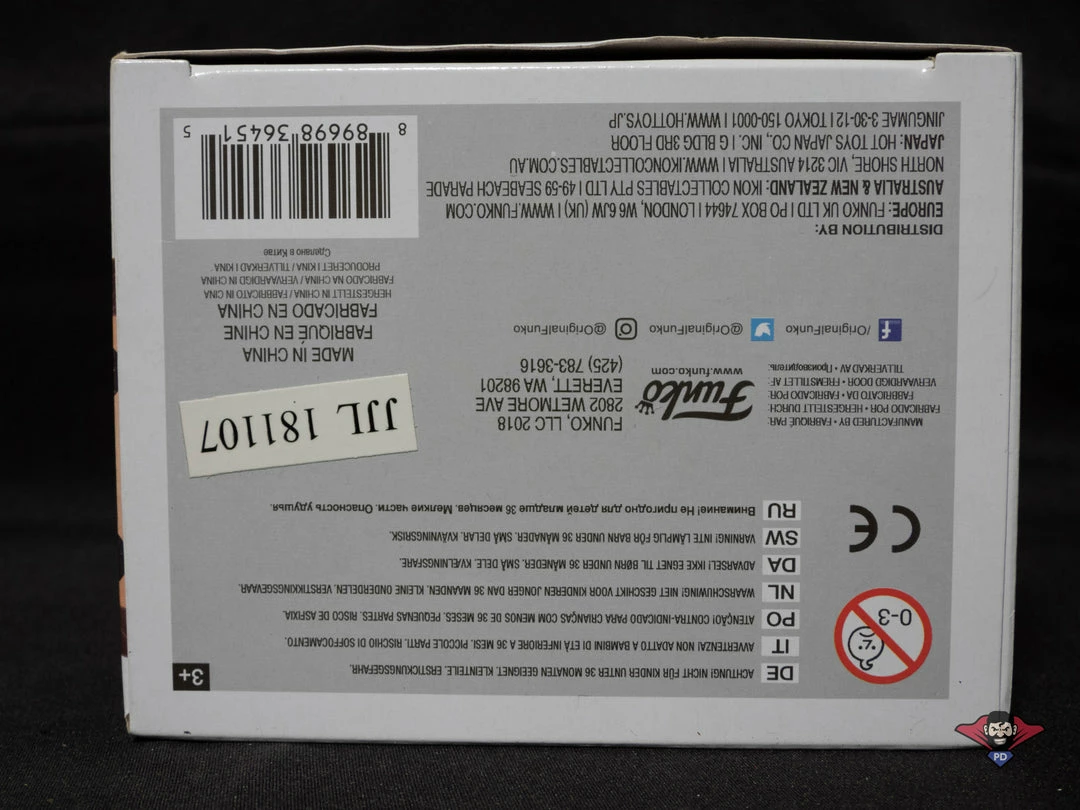 3+
DE ACHTUNG! NICHT FÜR KINDER UNTER 36 MONATEN GEEIGNET. KLEINTEILE. ERSTICKUNGSGEFAHR.
IT AVVERTENZA! NON ADATTO A BAMBINI DI ETÀ INFERIORE A 36 MESI. PICCOLE PARTI. RISCHIO DI SOFFOCAMENTO.
PO ATENÇÃO! CONTRA-INDICADO PARA CRIANÇAS COM MENOS DE 36 MESES. PEQUENAS PARTES. RISCO DE ASFIXIA.
NL WAARSCHUWING! NIET GESCHIKT VOOR KINDEREN JONGER DAN 36 MAANDEN. KLEINE ONDERDELEN. VERSTIKKINGSGEVAAR.
DA ADVARSEL! IKKE EGNET TIL BØRN UNDER 36 MÅNEDER. SMÅ DELE. KVÆLNINGSFARE.
SW VARNING! INTE LÄMPLIG FÖR BARN UNDER 36 MÅNADER. SMÅ DELAR. KVÄVNINGSRISK.
RU Внимание! Не пригодно для детей младше 36 месяцев. Мелкие части. Опасность удушья.
0-3
CE
MANUFACTURED BY • FABRIQUÉ PAR:
FABRICADO POR • HERGESTELLT DURCH:
FABBRICATO DA • FABRICADO POR:
VERVAARDIGD DOOR • FREMSTILLET AF:
TILLVERKAD AV • Производитель:
Funko
www.funko.com
FUNKO, LLC 2018
2802 WETMORE AVE
EVERETT, WA 98201
(425) 783-3616
/OriginalFunko
@OriginalFunko
@OriginalFunko
JJL 181107
MADE IN CHINA
FABRIQUÉ EN CHINE
FABRICADO EN CHINA
HERGESTELLT IN CHINA / FABBRICATO IN CINA
FABRICADO NA CHINA / VERVAARDIGD IN CHINA
PRODUCERET I KINA / TILLVERKAD I KINA
Сделано в Китае
DISTRIBUTION BY:
EUROPE: FUNKO UK LTD | PO BOX 74644 | LONDON, W6 6JW (UK) | WWW.FUNKO.COM
AUSTRALIA & NEW ZEALAND: IKON COLLECTABLES PTY LTD | 49-59 SEABEACH PARADE
NORTH SHORE, VIC 3214 AUSTRALIA | WWW.IKONCOLLECTABLES.COM.AU
JAPAN: HOT TOYS JAPAN CO., INC. | G BLDG 3RD FLOOR
JINGUMAE 3-30-12 | TOKYO 150-0001 | WWW.HOTTOYS.JP
8 89698 36451 5
PD